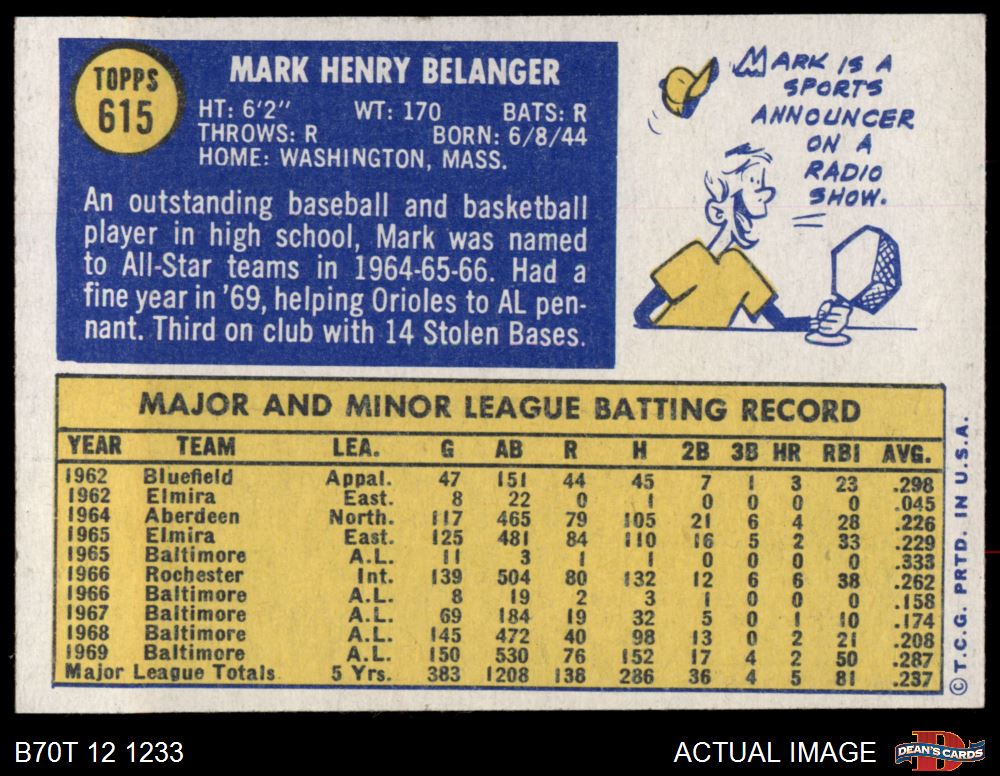 TOPPS
615
MARK HENRY BELANGER
HT: 6'2" WT: 170 BATS: R
THROWS: R BORN: 6/8/44
HOME: WASHINGTON, MASS.
An outstanding baseball and basketball
player in high school, Mark was named
to All-Star teams in 1964-65-66. Had a
fine year in '69, helping Orioles to AL pen-
nant. Third on club with 14 Stolen Bases.
MARK IS A
SPORTS
ANNOUNCER
ON A
RADIO
SHOW.
MAJOR AND MINOR LEAGUE BATTING RECORD
YEAR TEAM LEA. G AB R H 2B 3B HR RBI AVG.
1962 Bluefield Appal. 47 151 44 45 7 1 3 23 .298
1962 Elmira East. 8 22 0 1 0 0 0 0 .045
1964 Aberdeen North. 117 465 79 105 21 6 4 28 .226
1965 Elmira East. 125 481 84 110 16 5 2 33 .229
1965 Baltimore A.L. 11 3 1 1 0 0 0 0 .333
1966 Rochester Int. 139 504 80 132 12 6 6 38 .262
1966 Baltimore A.L. 8 19 2 3 1 0 0 0 .158
1967 Baltimore A.L. 69 184 19 32 5 0 1 10 .174
1968 Baltimore A.L. 145 472 40 98 13 0 2 21 .208
1969 Baltimore A.L. 150 530 76 152 17 4 2 50 .287
Major League Totals 5 Yrs. 383 1208 138 286 36 4 5 81 .237
© T.C.G. PRTD. IN U.S.A.
B70T 12 1233
ACTUAL IMAGE
D
DEAN'S CARDS